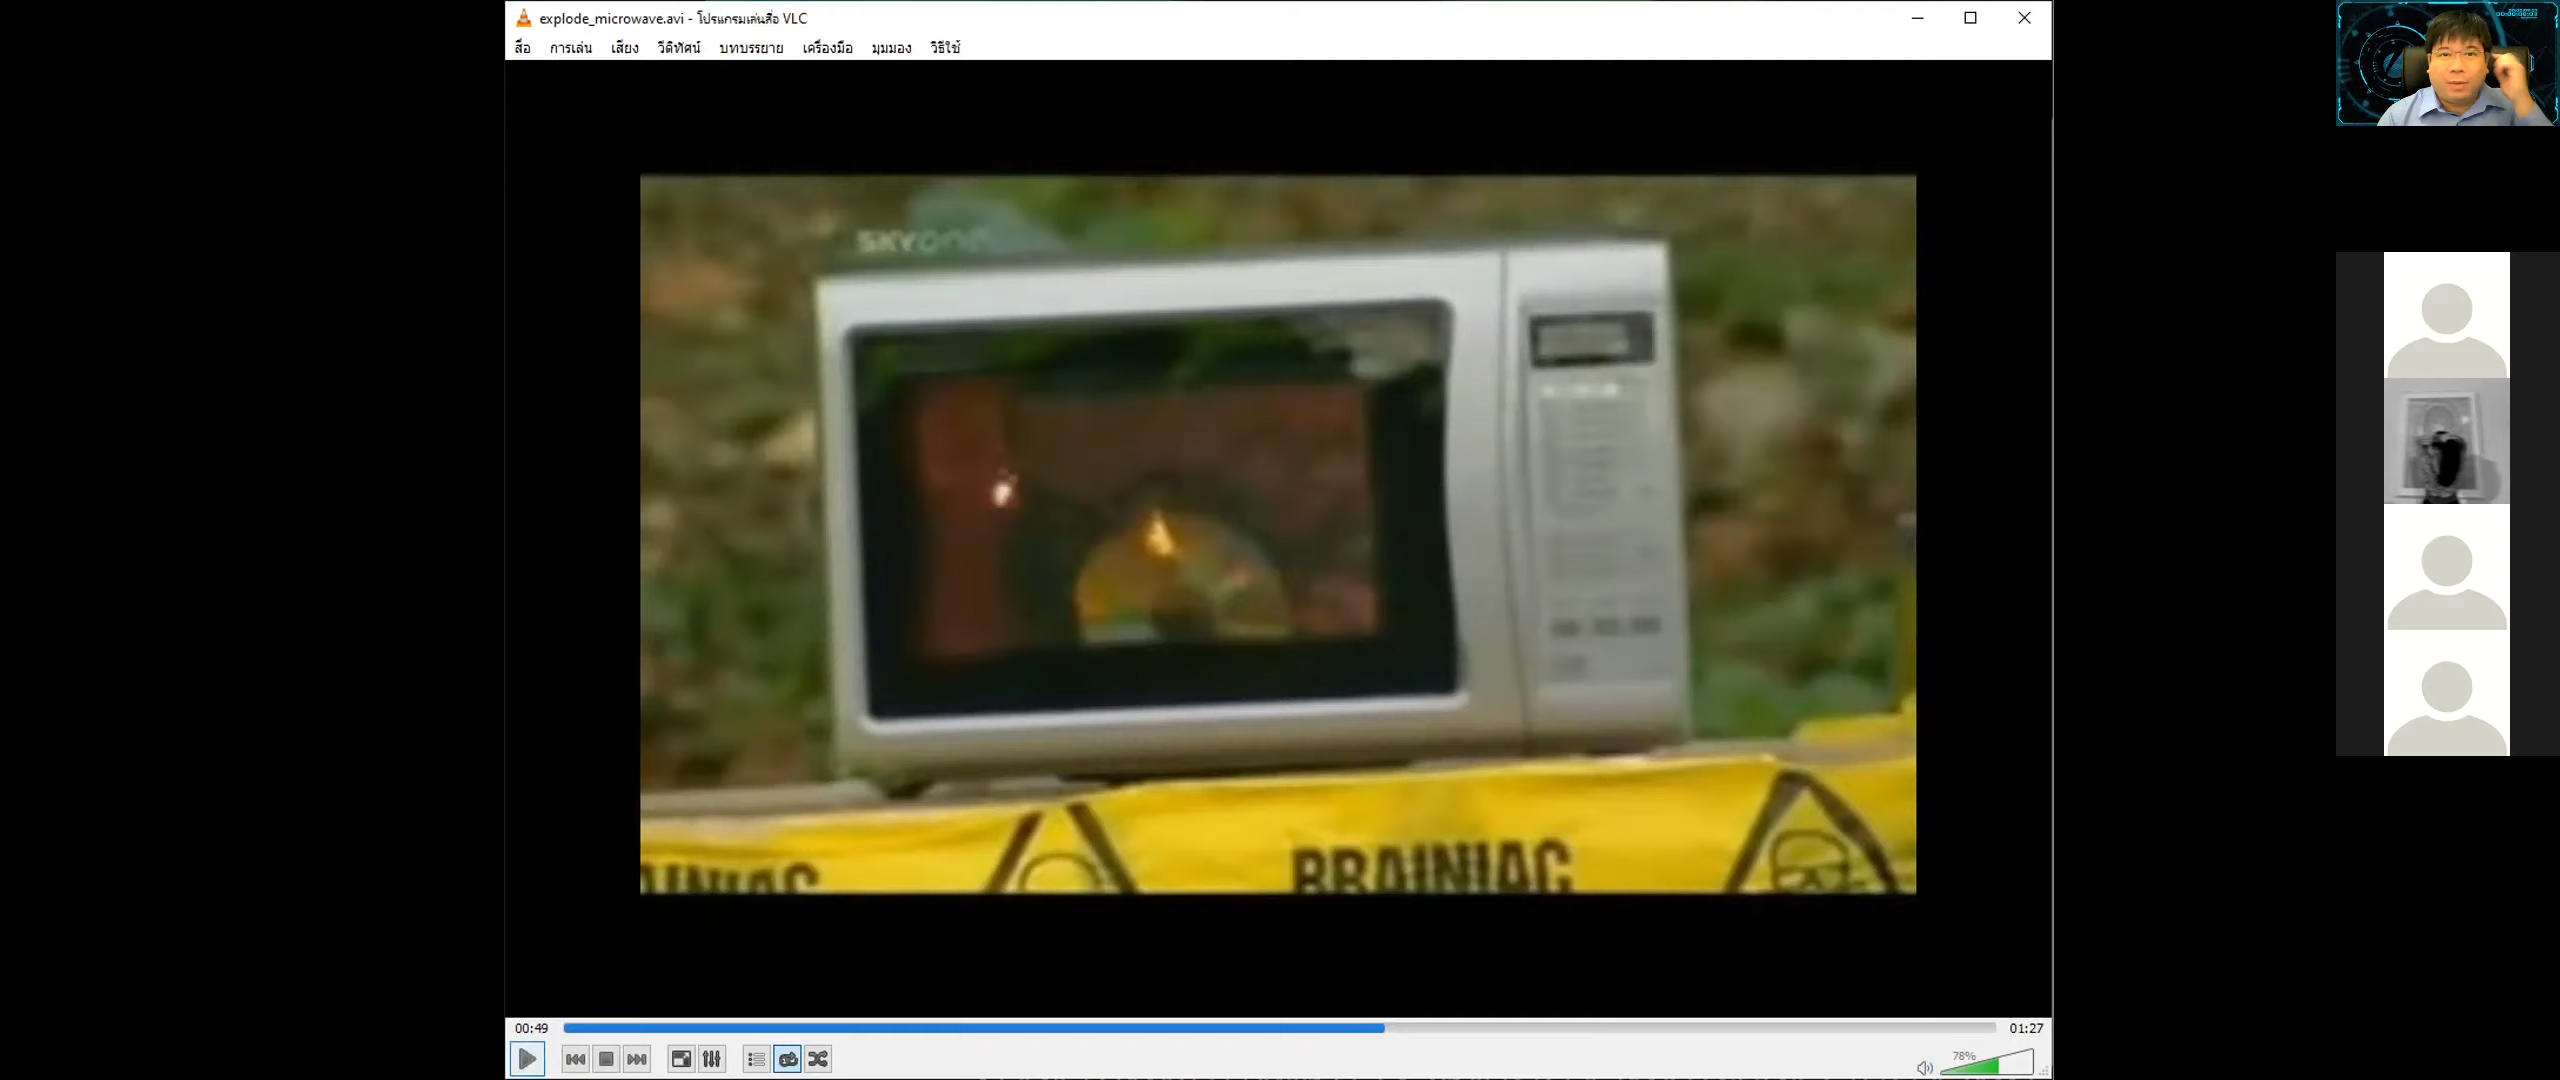 explode_microwave.avi - โปรแกรมเล่นสื่อ VLC
สื่อ การเล่น เสียง วีดิทัศน์ บทบรรยาย เครื่องมือ มุมมอง วิธีใช้
BRAINIAC
00:49
01:27
78%